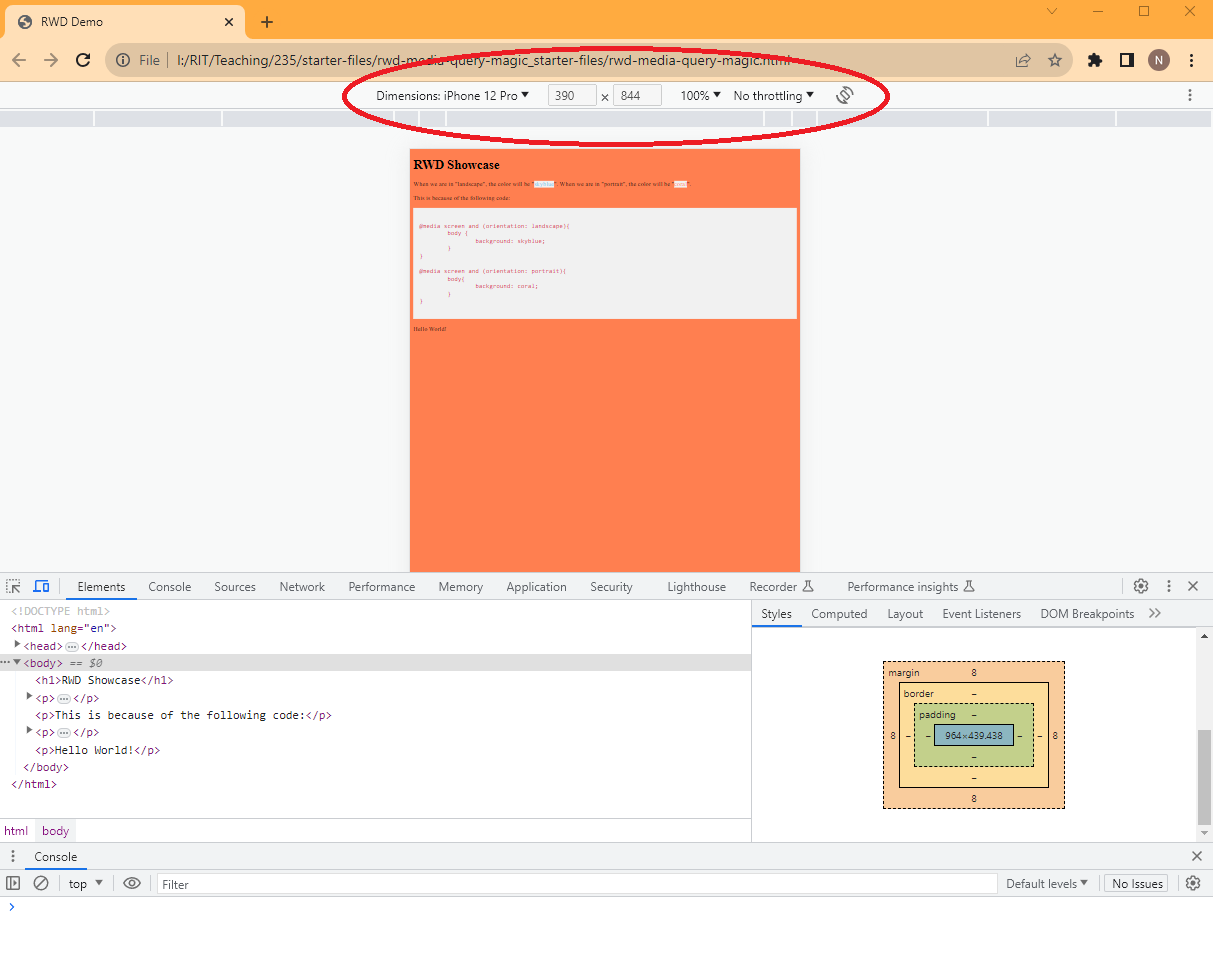 RWD Demo
File | I:/RIT/Teaching/235/starter-files/rwd-media-query-magic_starter-files/rwd-media-query-magic.html
N
Dimensions: iPhone 12 Pro 390 × 844 100% No throttling
RWD Showcase
When we are in "landscape", the color will be "skyblue". When we are in "portrait", the color will be "coral".
This is because of the following code:
@media screen and (orientation: landscape){
body {
background: skyblue;
}
}
@media screen and (orientation: portrait){
body{
background: coral;
}
}
Hello World!
Elements Console Sources Network Performance Memory Application Security Lighthouse Recorder Performance insights
<!DOCTYPE html>
<html lang="en">
<head>…</head>
<body> == $0
<h1>RWD Showcase</h1>
<p>…</p>
<p>This is because of the following code:</p>
<p>…</p>
<p>Hello World!</p>
</body>
</html>
html body
Styles Computed Layout Event Listeners DOM Breakpoints >>
margin 8
border –
padding –
8 – – 964×439.438 – – 8
–
–
8
Console
top Filter Default levels No Issues
>